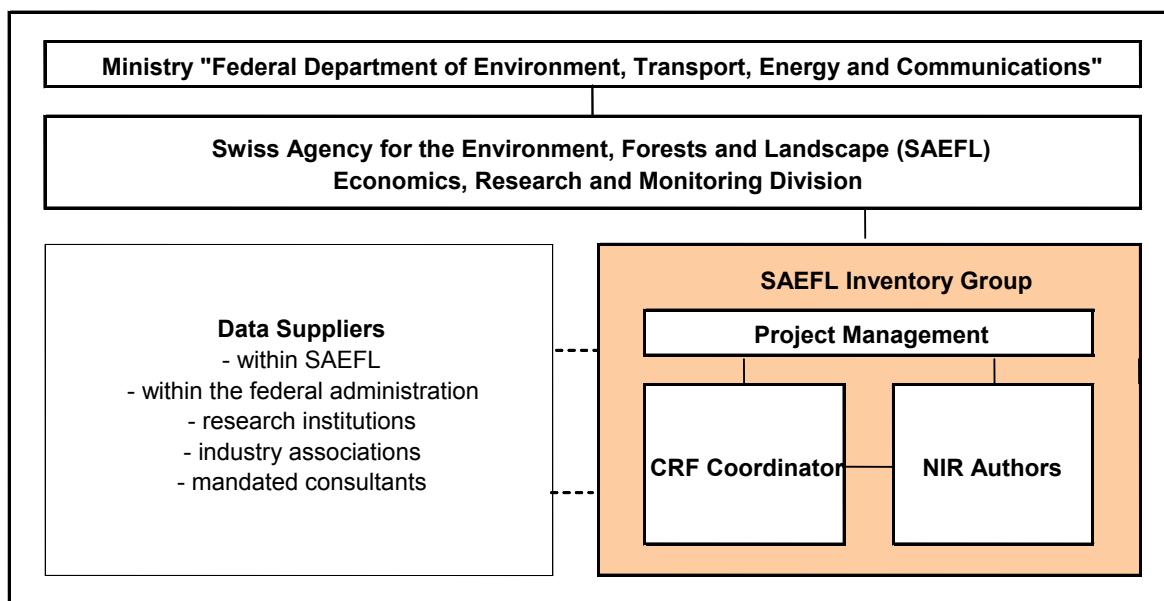 Ministry "Federal Department of Environment, Transport, Energy and Communications"
Swiss Agency for the Environment, Forests and Landscape (SAEFL)
Economics, Research and Monitoring Division
Data Suppliers
- within SAEFL
- within the federal administration
- research institutions
- industry associations
- mandated consultants
SAEFL Inventory Group
Project Management
CRF Coordinator
NIR Authors